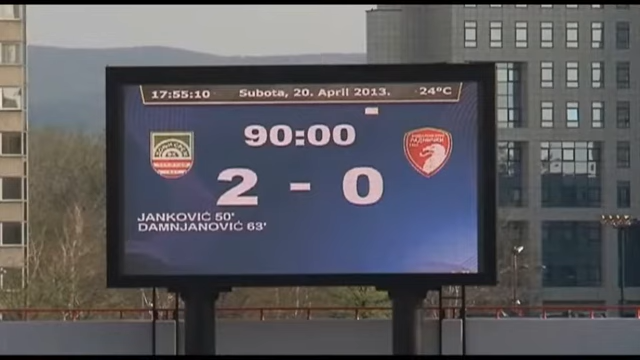 17:55:10 Subota, 20. April 2013. 24°C
90:00
2 - 0
JANKOVIĆ 50'
DAMNJANOVIĆ 63'